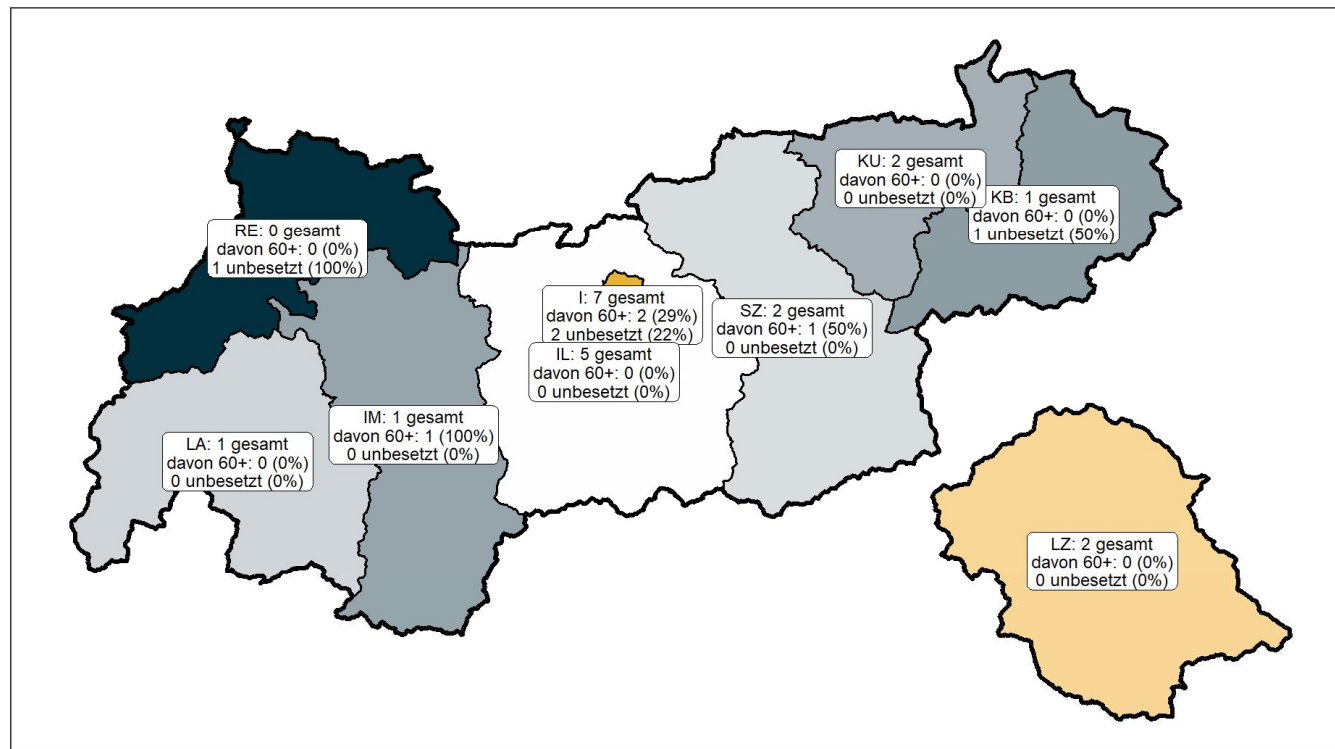 KU: 2 gesamt
davon 60+: 0 (0%)
0 unbesetzt (0%)
KB: 1 gesamt
davon 60+: 0 (0%)
1 unbesetzt (50%)
RE: 0 gesamt
davon 60+: 0 (0%)
1 unbesetzt (100%)
I: 7 gesamt
davon 60+: 2 (29%)
2 unbesetzt (22%)
SZ: 2 gesamt
davon 60+: 1 (50%)
0 unbesetzt (0%)
IL: 5 gesamt
davon 60+: 0 (0%)
0 unbesetzt (0%)
IM: 1 gesamt
davon 60+: 1 (100%)
0 unbesetzt (0%)
LA: 1 gesamt
davon 60+: 0 (0%)
0 unbesetzt (0%)
LZ: 2 gesamt
davon 60+: 0 (0%)
0 unbesetzt (0%)